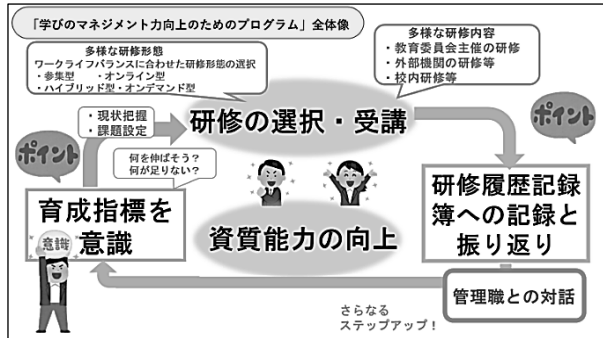 「学びのマネジメント力向上のためのプログラム」全体像
多様な研修形態
ワークライフバランスに合わせた研修形態の選択
・参集型　・オンライン型
・ハイブリッド型・オンデマンド型
多様な研修内容
・教育委員会主催の研修
・外部機関の研修等
・校内研修等
・現状把握
・課題設定
研修の選択・受講
ポイント
ポイント
何を伸ばそう？
何が足りない？
育成指標を
意識
意識
資質能力の向上
研修履歴記録
簿への記録と
振り返り
管理職との対話
さらなる
ステップアップ！